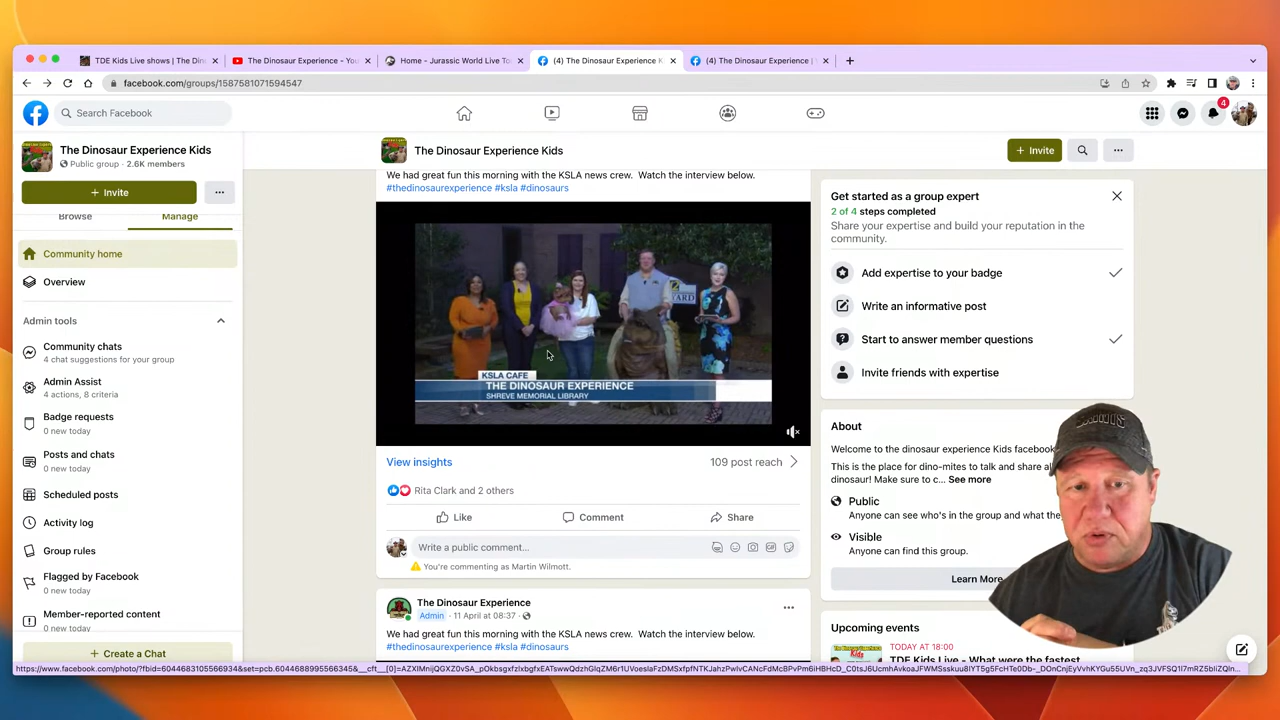 TDE Kids Live shows | The Din
The Dinosaur Experience - You
Home - Jurassic World Live To
(4) The Dinosaur Experience K
(4) The Dinosaur Experience | Y
facebook.com/groups/1587581071594547
Search Facebook
4
The Dinosaur Experience Kids
Public group · 2.6K members
+ Invite
Browse
Manage
Community home
Overview
Admin tools
Community chats
4 chat suggestions for your group
Admin Assist
4 actions, 8 criteria
Badge requests
0 new today
Posts and chats
0 new today
Scheduled posts
Activity log
Group rules
Flagged by Facebook
0 new today
Member-reported content
0 new today
+ Create a Chat
The Dinosaur Experience Kids
+ Invite
We had great fun this morning with the KSLA news crew. Watch the interview below.
#thedinosaurexperience #ksla #dinosaurs
KSLA CAFE
THE DINOSAUR EXPERIENCE
SHREVE MEMORIAL LIBRARY
View insights
109 post reach
Rita Clark and 2 others
Like
Comment
Share
Write a public comment...
You're commenting as Martin Wilmott.
The Dinosaur Experience
Admin · 11 April at 08:37 ·
We had great fun this morning with the KSLA news crew. Watch the interview below.
#thedinosaurexperience #ksla #dinosaurs
Get started as a group expert
2 of 4 steps completed
Share your expertise and build your reputation in the
community.
Add expertise to your badge
Write an informative post
Start to answer member questions
Invite friends with expertise
About
Welcome to the dinosaur experience Kids facebook
This is the place for dino-mites to talk and share a
dinosaur! Make sure to c... See more
Public
Anyone can see who's in the group and what the
Visible
Anyone can find this group.
Learn More
Upcoming events
TODAY AT 18:00
TDE Kids Live - What were the fastest